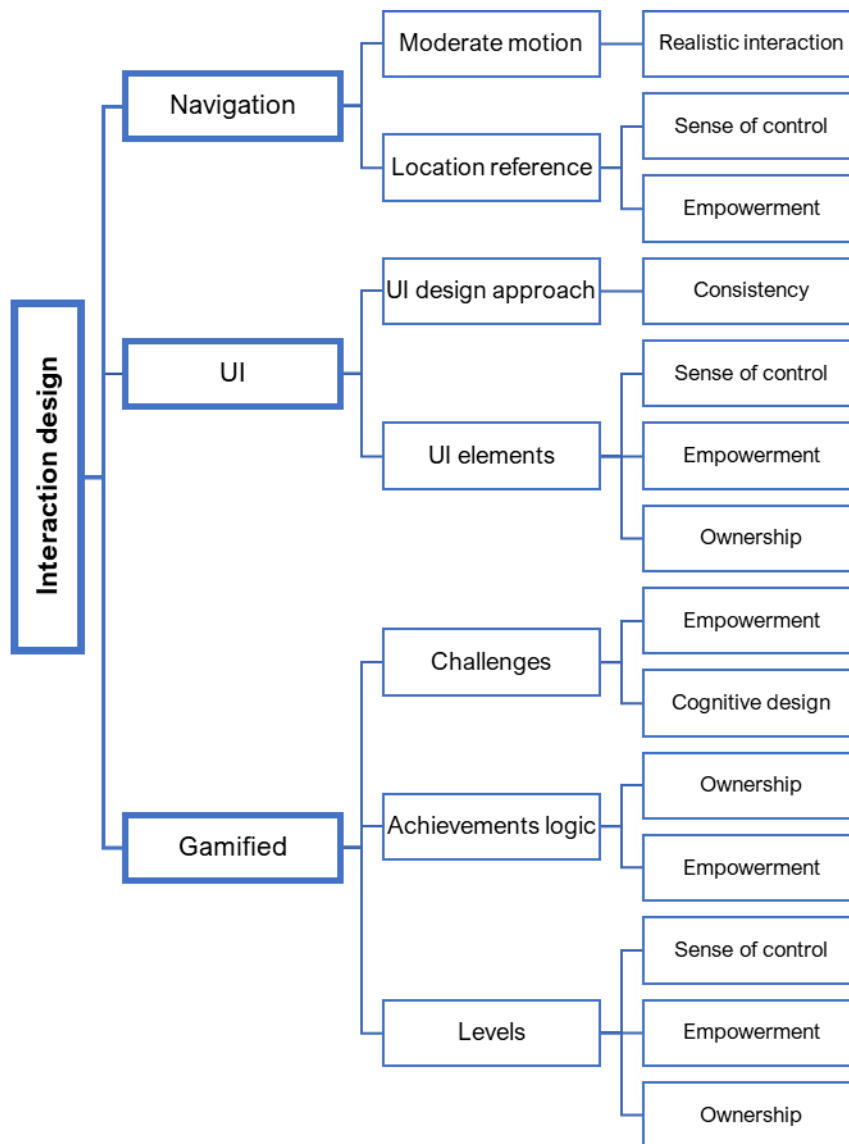 Interaction design
Navigation
Moderate motion
Realistic interaction
Location reference
Sense of control
Empowerment
UI
UI design approach
Consistency
UI elements
Sense of control
Empowerment
Ownership
Gamified
Challenges
Empowerment
Cognitive design
Achievements logic
Ownership
Empowerment
Levels
Sense of control
Empowerment
Ownership